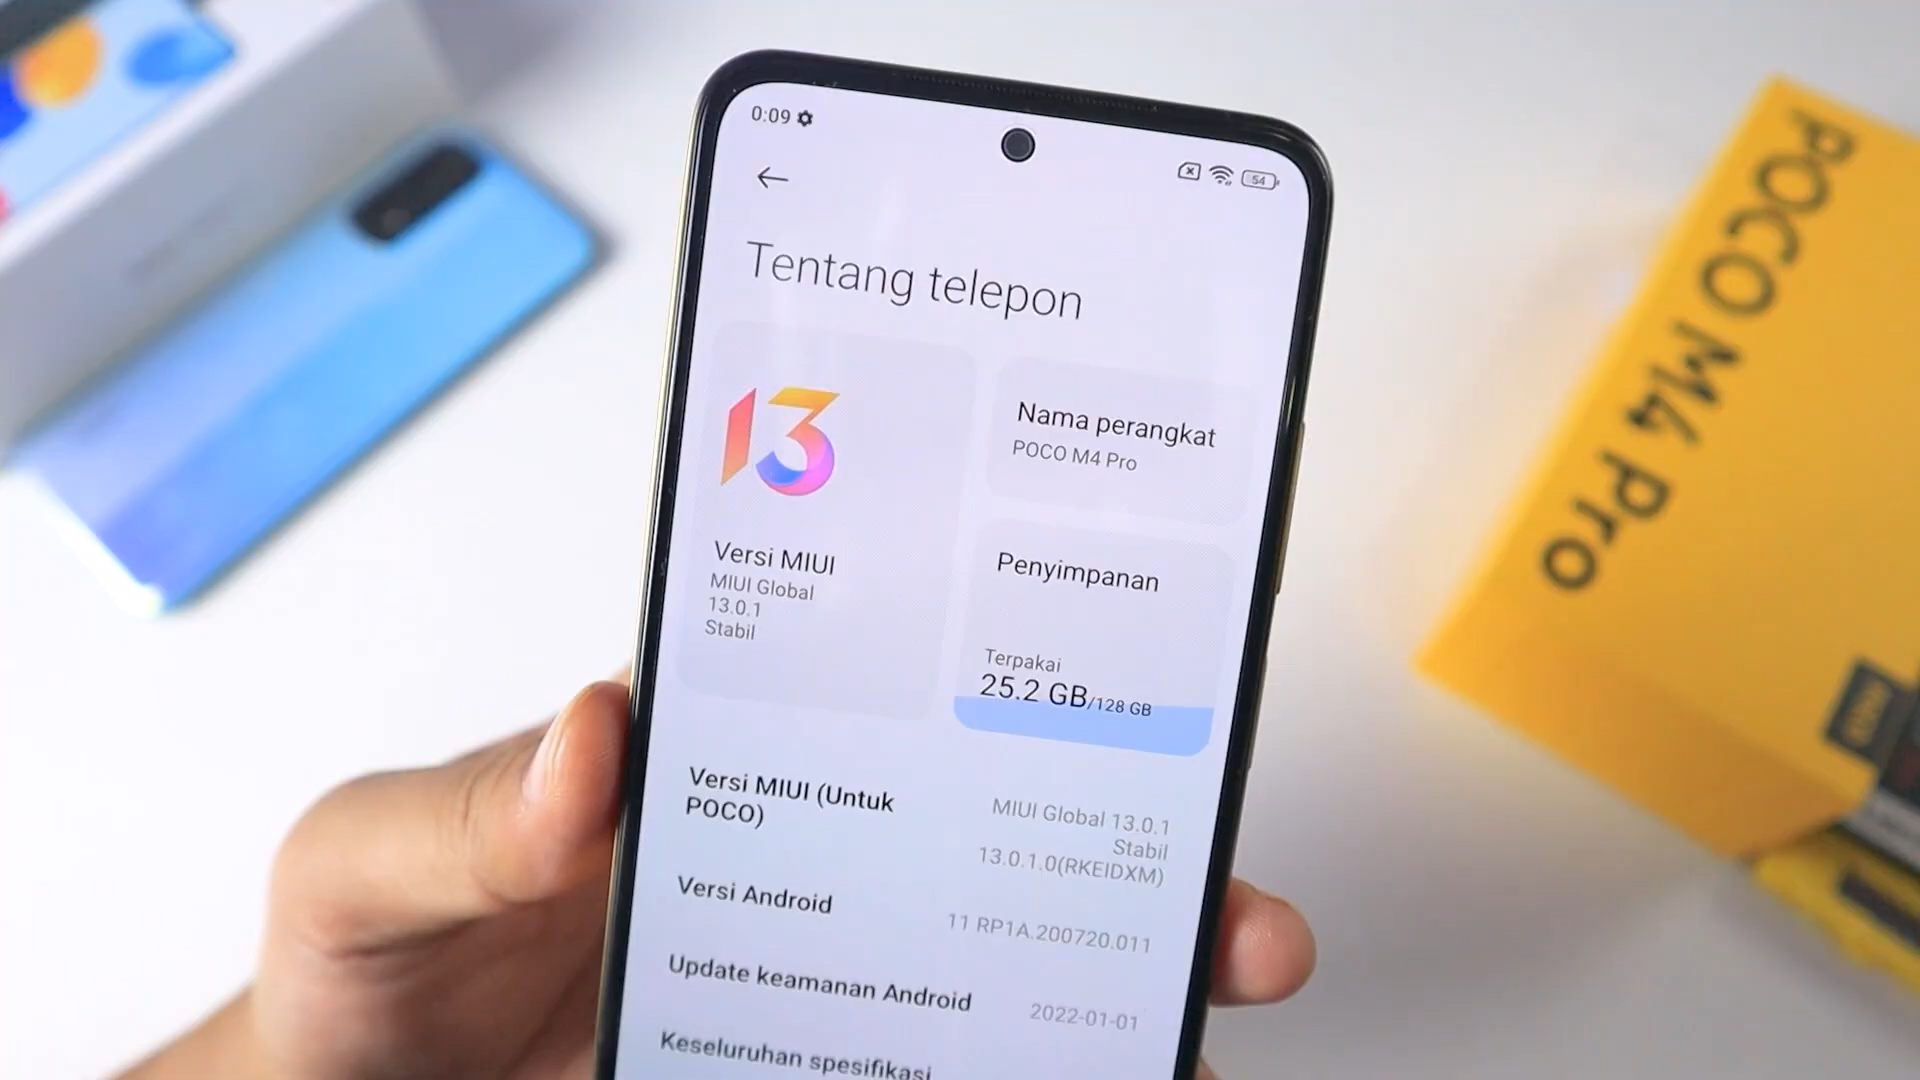 0:09
54
Tentang telepon
13
Nama perangkat
POCO M4 Pro
Versi MIUI
MIUI Global
13.0.1
Stabil
Penyimpanan
Terpakai
25.2 GB/128 GB
Versi MIUI (Untuk
POCO)
MIUI Global 13.0.1
Stabil
13.0.1.0(RKEIDXM)
Versi Android
11 RP1A.200720.011
Update keamanan Android
2022-01-01
Keseluruhan spesifikasi
POCO M4 Pro